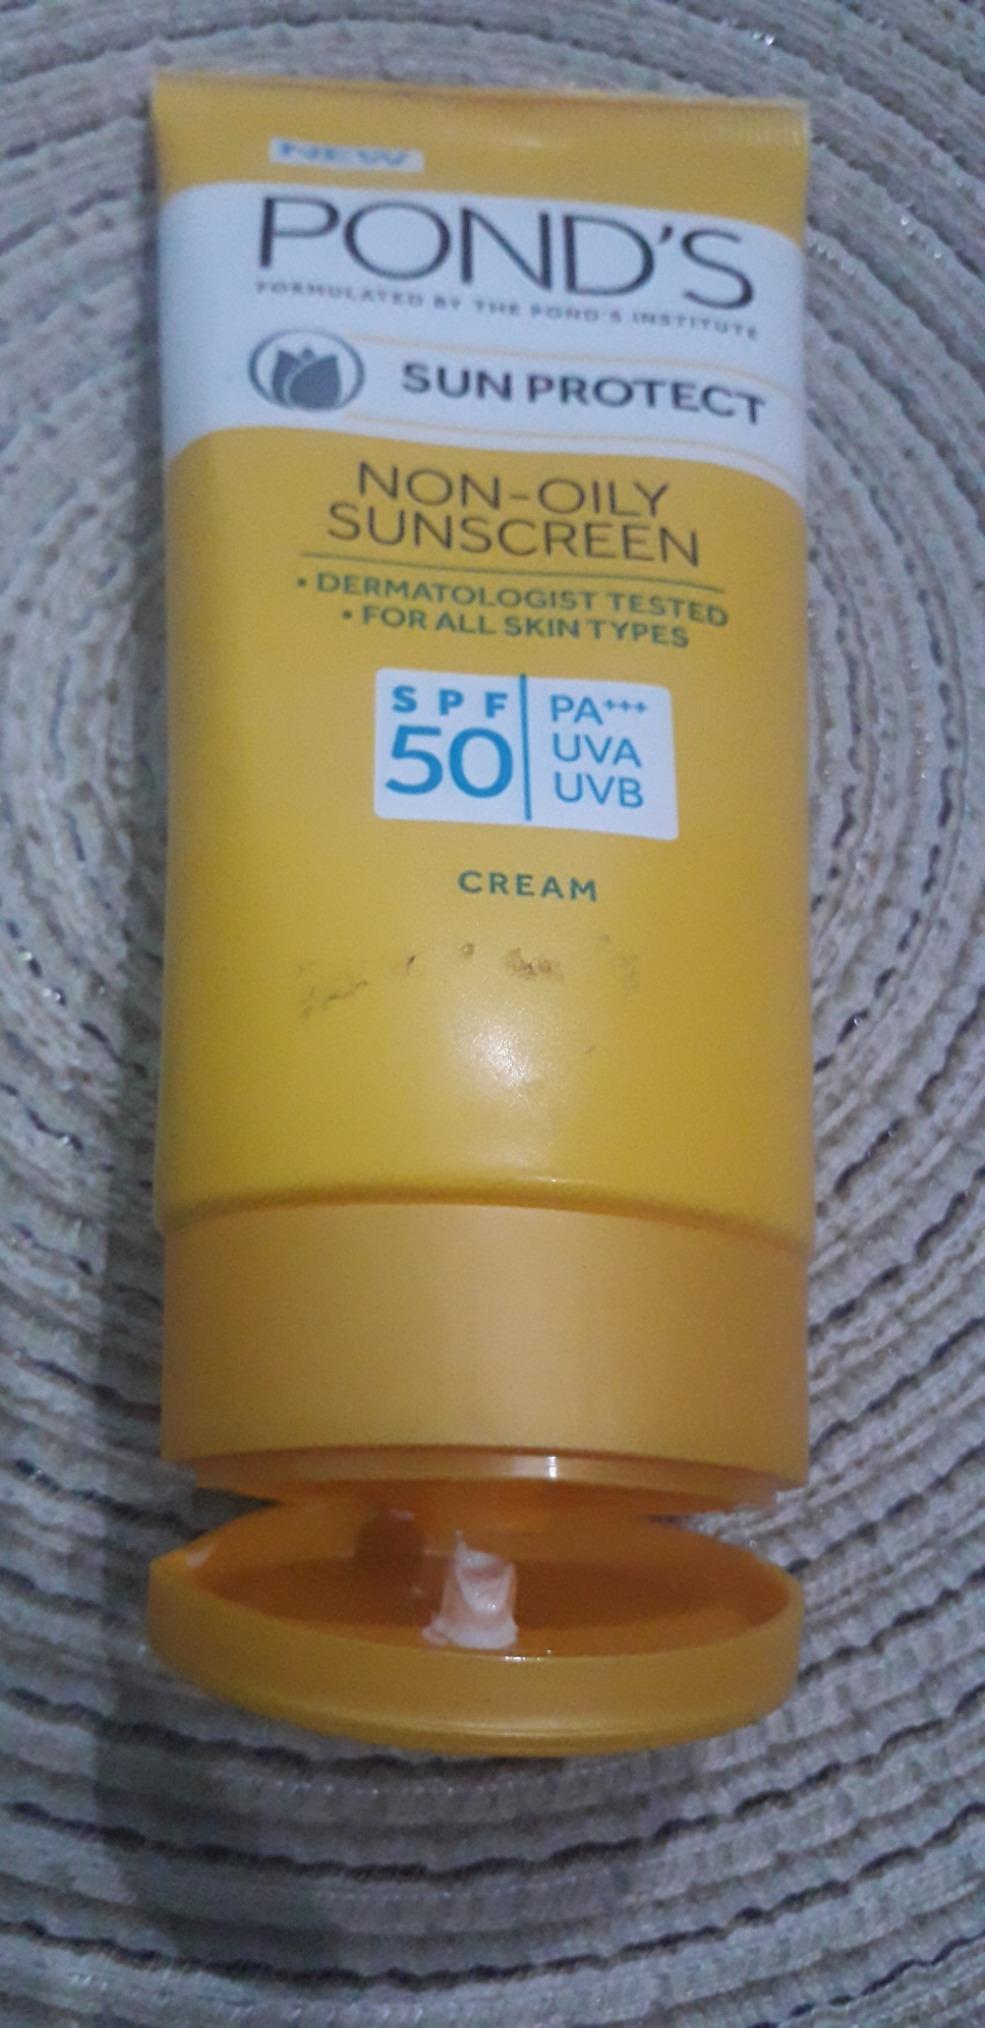 NEW
POND'S
FORMULATED BY THE POND'S INSTITUTE
SUN PROTECT
NON-OILY
SUNSCREEN
• DERMATOLOGIST TESTED
• FOR ALL SKIN TYPES
SPF 50
PA+++
UVA
UVB
CREAM